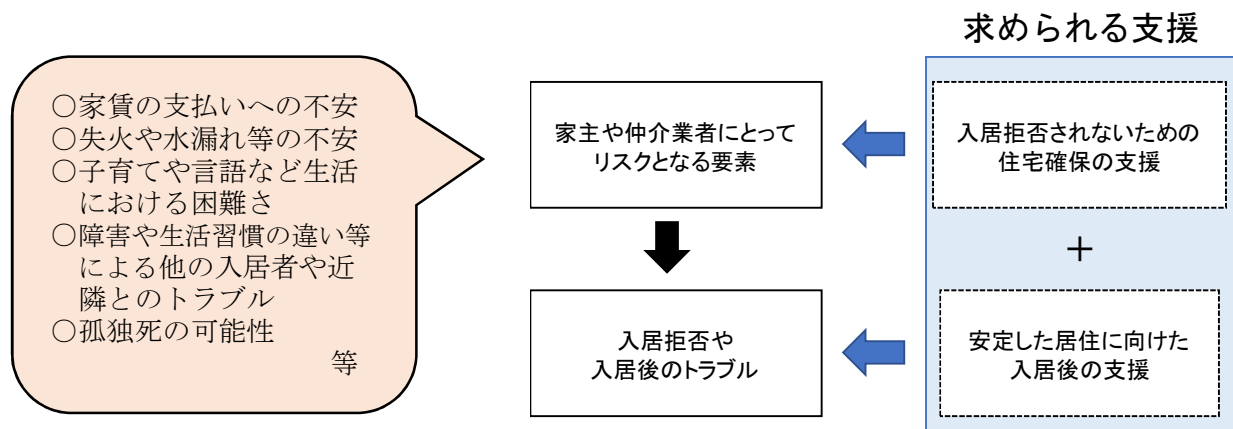 求められる支援
○家賃の支払いへの不安
○失火や水漏れ等の不安
○子育てや言語など生活
における困難さ
○障害や生活習慣の違い等
による他の入居者や近
隣とのトラブル
○孤独死の可能性
等
家主や仲介業者にとって
リスクとなる要素
入居拒否されないための
住宅確保の支援
＋
入居拒否や
入居後のトラブル
安定した居住に向けた
入居後の支援